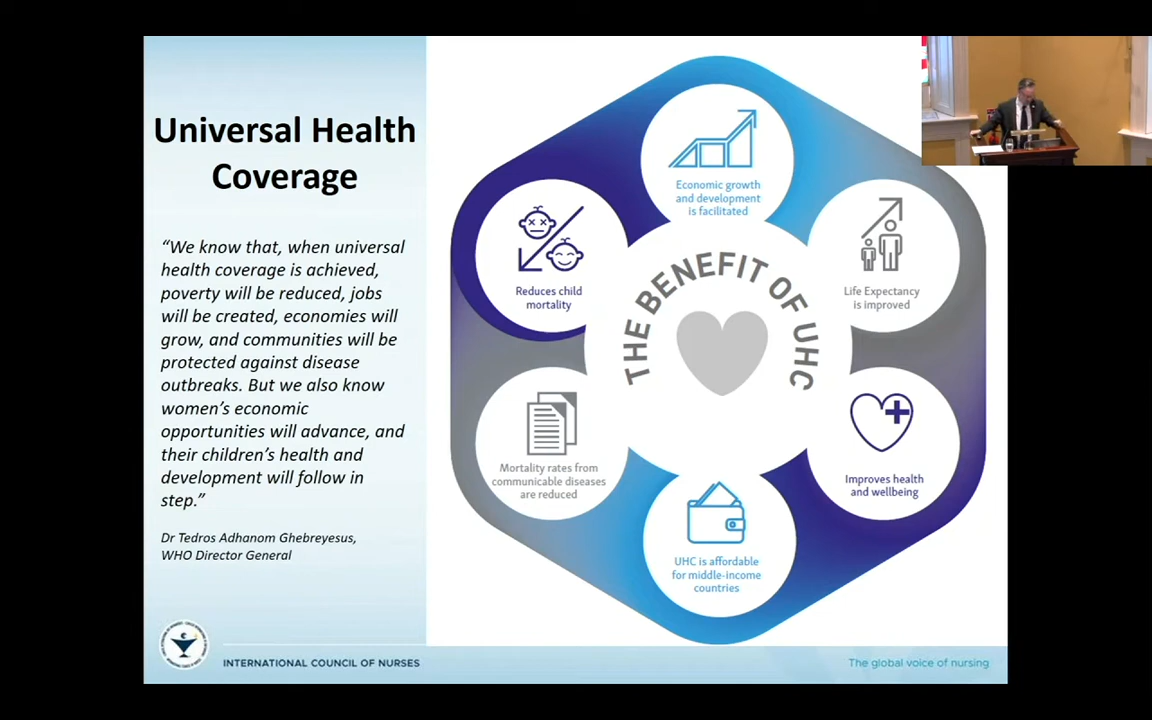 Universal Health
Coverage
“We know that, when universal
health coverage is achieved,
poverty will be reduced, jobs
will be created, economies will
grow, and communities will be
protected against disease
outbreaks. But we also know
women’s economic
opportunities will advance, and
their children’s health and
development will follow in
step.”
Dr Tedros Adhanom Ghebreyesus,
WHO Director General
INTERNATIONAL COUNCIL OF NURSES
THE BENEFIT OF UHC
Economic growth
and development
is facilitated
Life Expectancy
is improved
Improves health
and wellbeing
UHC is affordable
for middle-income
countries
Mortality rates from
communicable diseases
are reduced
Reduces child
mortality
The global voice of nursing